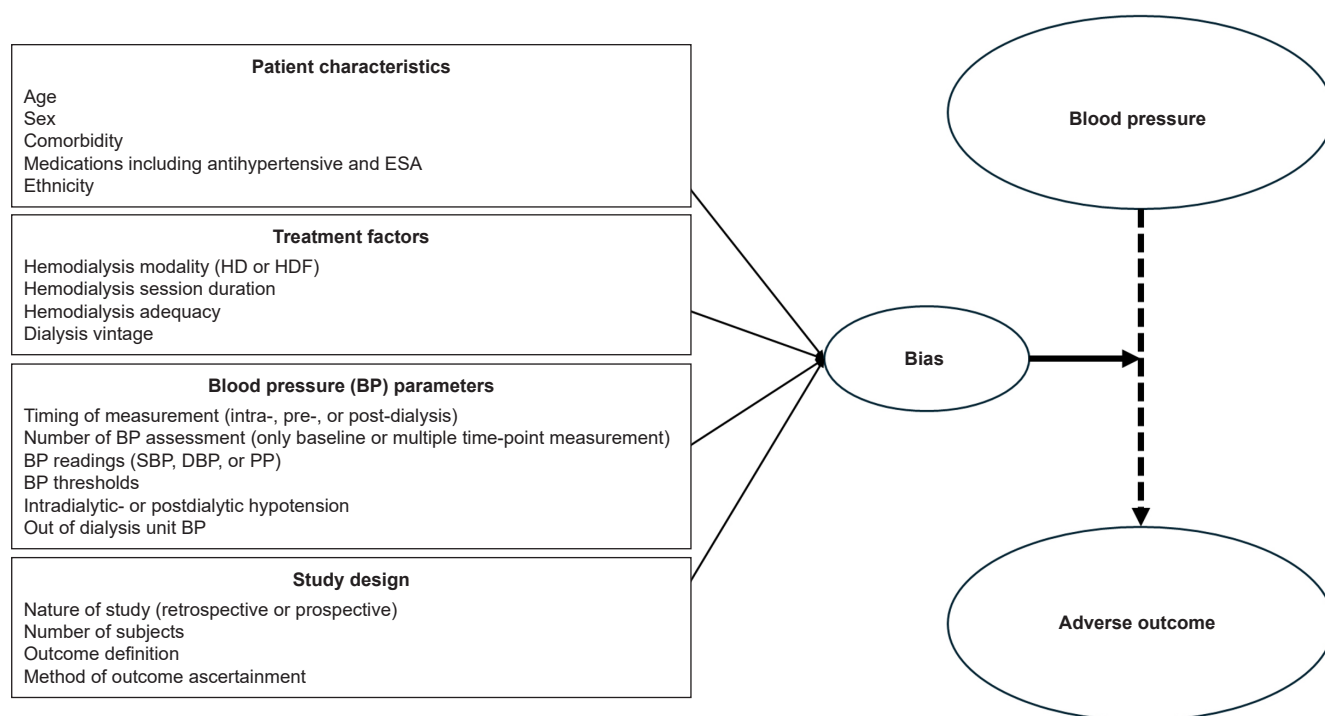 Patient characteristics
Age
Sex
Comorbidity
Medications including antihypertensive and ESA
Ethnicity
Treatment factors
Hemodialysis modality (HD or HDF)
Hemodialysis session duration
Hemodialysis adequacy
Dialysis vintage
Blood pressure (BP) parameters
Timing of measurement (intra-, pre-, or post-dialysis)
Number of BP assessment (only baseline or multiple time-point measurement)
BP readings (SBP, DBP, or PP)
BP thresholds
Intradialytic- or postdialytic hypotension
Out of dialysis unit BP
Study design
Nature of study (retrospective or prospective)
Number of subjects
Outcome definition
Method of outcome ascertainment
Bias
Blood pressure
Adverse outcome